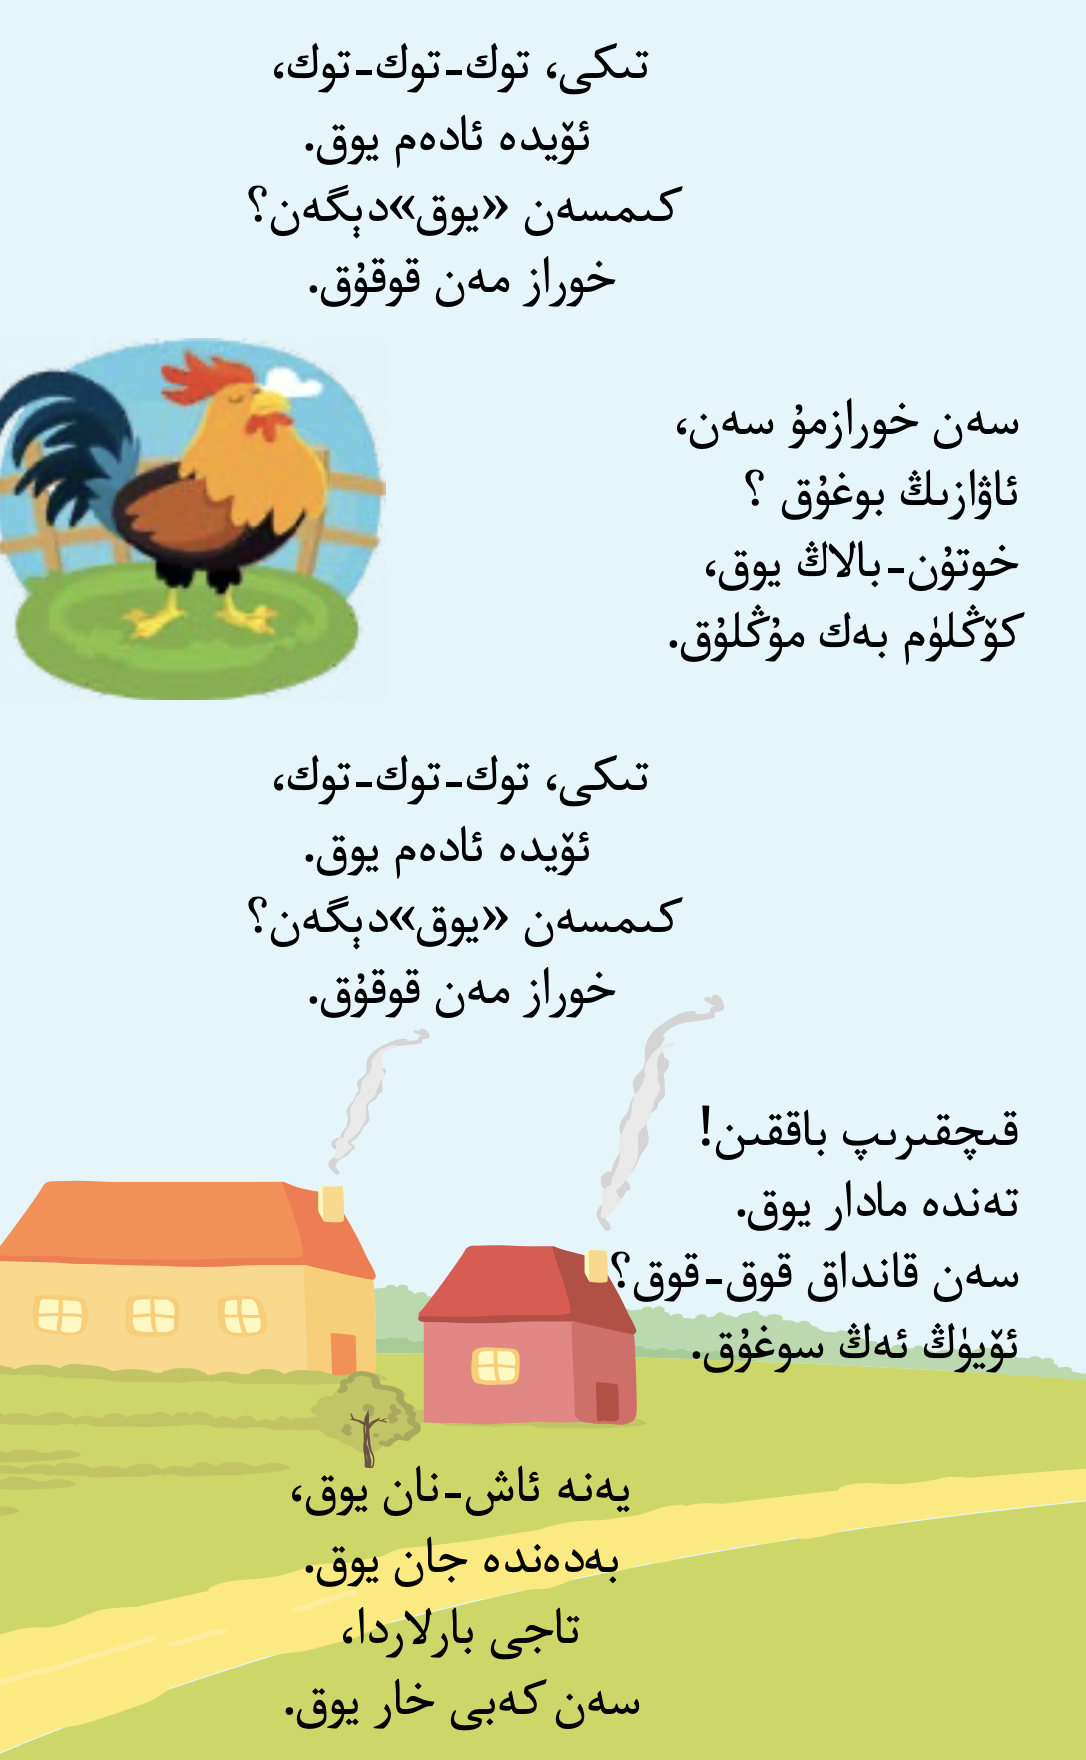 تىكى، توك-توك-توك،
ئۆيدە ئادەم يوق.
كىمسەن «يوق»دېگەن؟
خوراز مەن قوقۇق.
سەن خورازمۇ سەن،
ئاۋازىڭ بوغۇق ؟
خوتۇن-بالاڭ يوق،
كۆڭلۈم بەك مۇڭلۇق.
تىكى، توك-توك-توك،
ئۆيدە ئادەم يوق.
كىمسەن «يوق»دېگەن؟
خوراز مەن قوقۇق.
قىچقىرىپ باققىن!
تەندە مادار يوق.
سەن قانداق قوق-قوق؟
ئۆيۈڭ ئەڭ سوغۇق.
يەنە ئاش-نان يوق،
بەدەندە جان يوق.
تاجى بارلاردا،
سەن كەبى خار يوق.